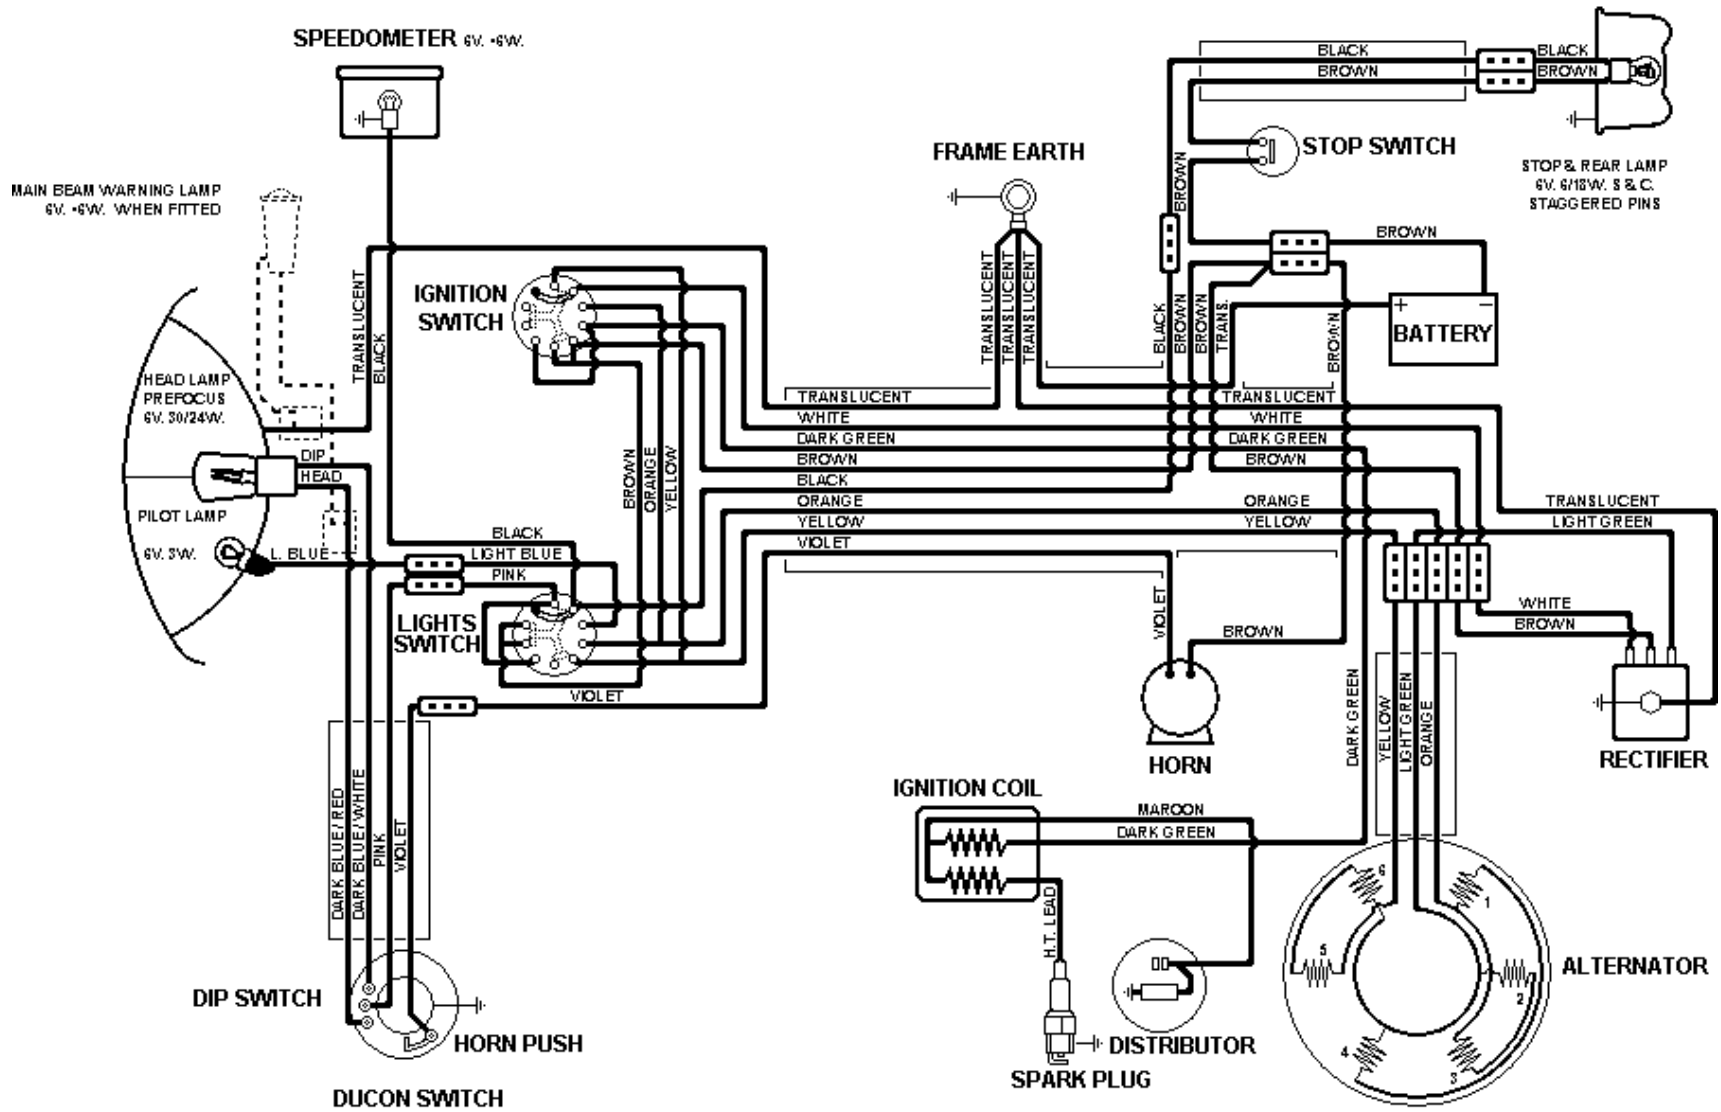 SPEEDOMETER 6V. •6W.
MAIN BEAM WARNING LAMP
6V. •6W. WHEN FITTED
IGNITION
SWITCH
TRANSLUCENT
BLACK
HEAD LAMP
PREFOCUS
6V. 30/24W.
DIP
HEAD
PILOT LAMP
6V. 3W.
L. BLUE
BLACK
LIGHT BLUE
PINK
LIGHTS
SWITCH
VIOLET
BROWN
ORANGE
YELLOW
DARK BLUE/RED
DARK BLUE/WHITE
PINK
VIOLET
DIP SWITCH
HORN PUSH
DUCON SWITCH
FRAME EARTH
TRANSLUCENT
TRANSLUCENT
TRANSLUCENT
BLACK
BROWN
BLACK
BROWN
STOP SWITCH
STOP & REAR LAMP
6V. 6/18W. S & C.
STAGGERED PINS
BROWN
BROWN
BLACK
BROWN
BROWN
TRANS.
BROWN
+
−
BATTERY
TRANSLUCENT
WHITE
DARK GREEN
BROWN
BLACK
ORANGE
YELLOW
VIOLET
TRANSLUCENT
WHITE
DARK GREEN
BROWN
ORANGE
YELLOW
TRANSLUCENT
LIGHT GREEN
WHITE
BROWN
RECTIFIER
VIOLET
BROWN
HORN
DARK GREEN
YELLOW
LIGHT GREEN
ORANGE
IGNITION COIL
MAROON
DARK GREEN
H.T. LEAD
SPARK PLUG
DISTRIBUTOR
ALTERNATOR
6
1
5
2
4
3